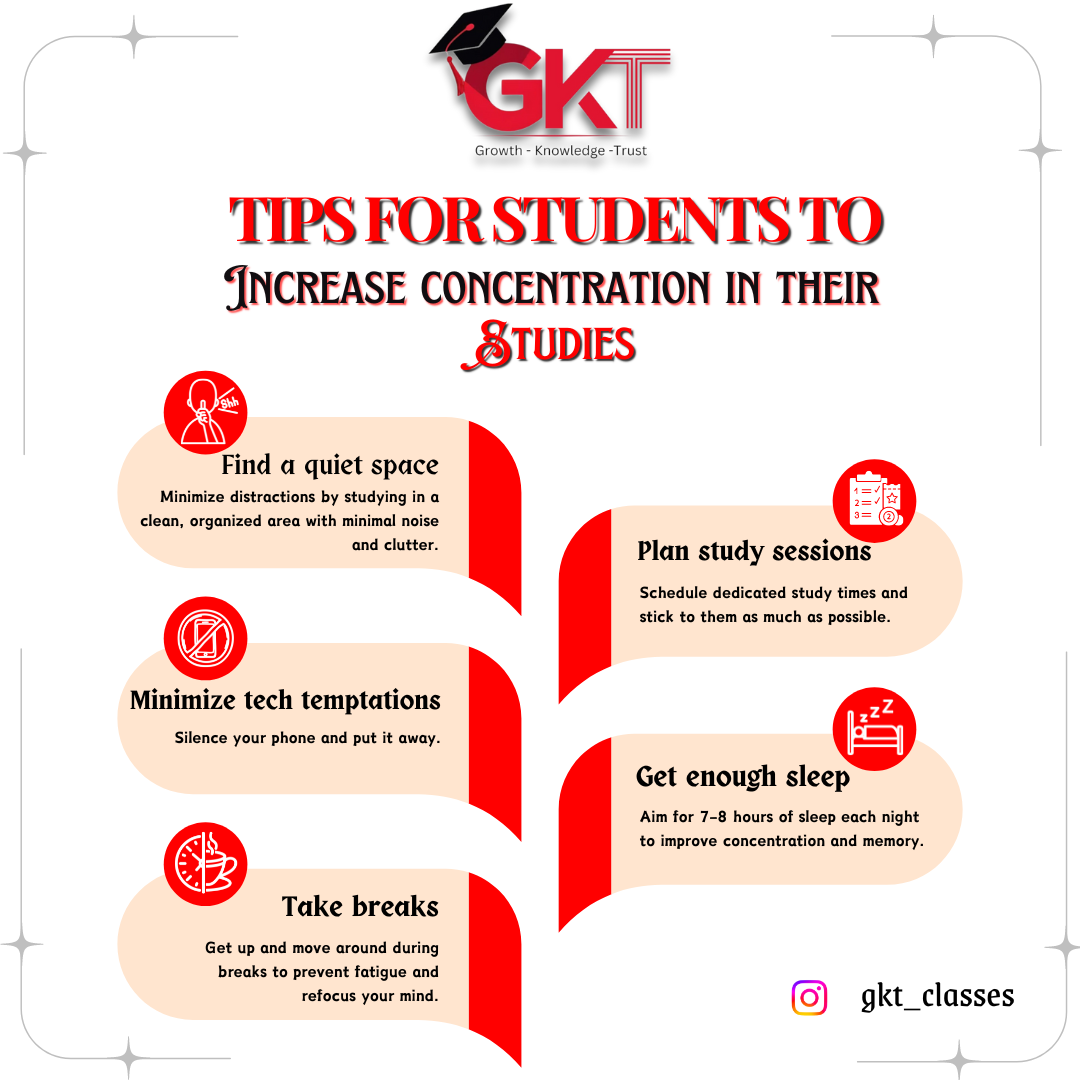 GKT
Growth - Knowledge -Trust
TIPS FOR STUDENTS TO
INCREASE CONCENTRATION IN THEIR
STUDIES
Shh
Find a quiet space
Minimize distractions by studying in a
clean, organized area with minimal noise
and clutter.
1
2
3
2
Plan study sessions
Schedule dedicated study times and
stick to them as much as possible.
Minimize tech temptations
Silence your phone and put it away.
z z Z
Get enough sleep
Aim for 7-8 hours of sleep each night
to improve concentration and memory.
Take breaks
Get up and move around during
breaks to prevent fatigue and
refocus your mind.
gkt_classes